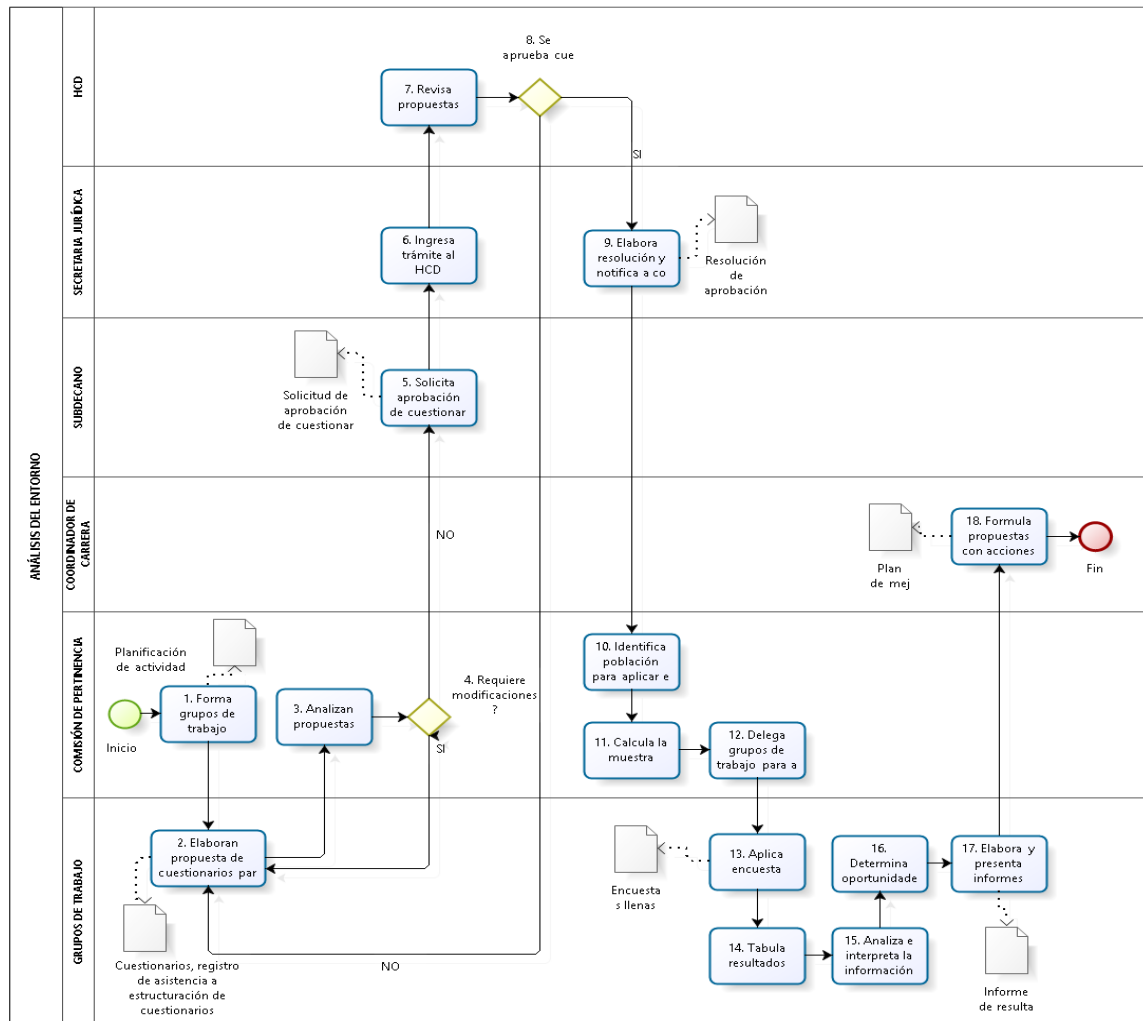 ANÁLISIS DEL ENTORNO
HCD
8. Se
aprueba cue
7. Revisa
propuestas
SI
SECRETARIA JURÍDICA
6. Ingresa
trámite al
HCD
9. Elabora
resolución y
notifica a co
Resolución
de
aprobación
SUBDECANO
Solicitud de
aprobación
de cuestionar
5. Solicita
aprobación
de cuestionar
COORDINADOR DE
CARRERA
NO
Plan
de mej
18. Formula
propuestas
con acciones
Fin
COMISIÓN DE PERTINENCIA
Planificación
de actividad
Inicio
1. Forma
grupos de
trabajo
3. Analizan
propuestas
4. Requiere
modificaciones
?
SI
10. Identifica
población
para aplicar e
11. Calcula la
muestra
12. Delega
grupos de
trabajo para a
GRUPOS DE TRABAJO
2. Elaboran
propuesta de
cuestionarios par
Cuestionarios, registro
de asistencia a
estructuración de
cuestionarios
NO
Encuesta
s llenas
13. Aplica
encuesta
14. Tabula
resultados
15. Analiza e
interpreta la
información
16.
Determina
oportunidade
17. Elabora y
presenta
informes
Informe
de resulta